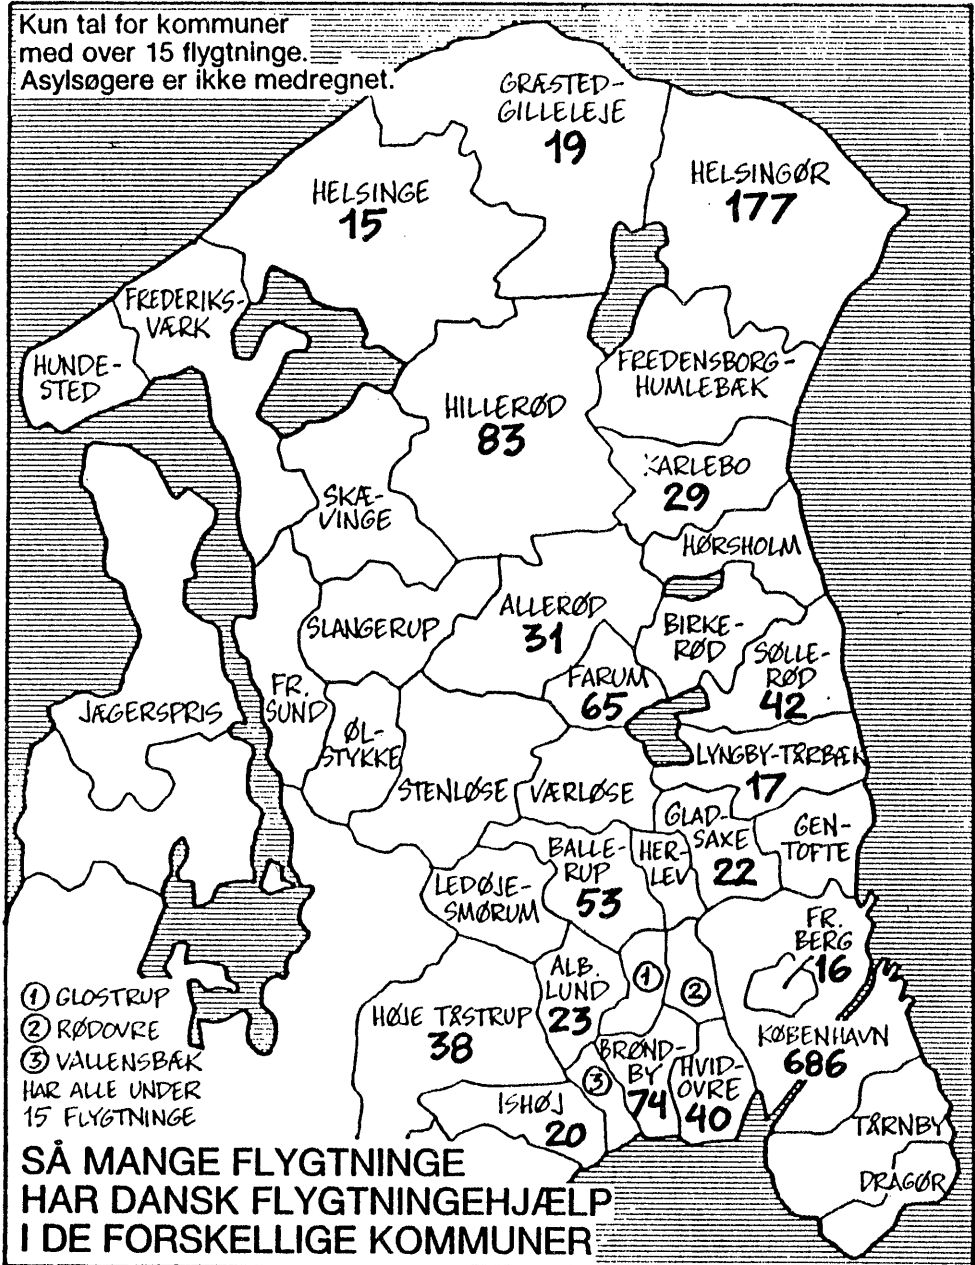 Kun tal for kommuner
med over 15 flygtninge.
Asylsøgere er ikke medregnet.
GRÆSTED-
GILLELEJE
19
HELSINGØR
177
HELSINGE
15
FREDERIKS-
VÆRK
HUNDE-
STED
FREDENSBORG-
HUMLEBÆK
HILLERØD
83
KARLEBO
29
SKÆ-
VINGE
HØRSHOLM
ALLERØD
31
SLANGERUP
BIRKE-
RØD
SØLLE-
RØD
42
FARUM
65
FR.
SUND
JÆGERSPRIS
ØL-
STYKKE
LYNGBY-TÅRBÆK
17
STENLØSE
VÆRLØSE
GLAD-
SAXE
22
GEN-
TOFTE
BALLE-
RUP
53
HER-
LEV
LEDØJE-
SMØRUM
FR.
BERG
16
ALB.
LUND
23
1
2
HØJE TÅSTRUP
38
KØBENHAVN
686
BRØND-
BY
74
HVID-
OVRE
40
3
ISHØJ
20
TÅRNBY
DRAGØR
1 GLOSTRUP
2 RØDOVRE
3 VALLENSBÆK
HAR ALLE UNDER
15 FLYGTNINGE
SÅ MANGE FLYGTNINGE
HAR DANSK FLYGTNINGEHJÆLP
I DE FORSKELLIGE KOMMUNER